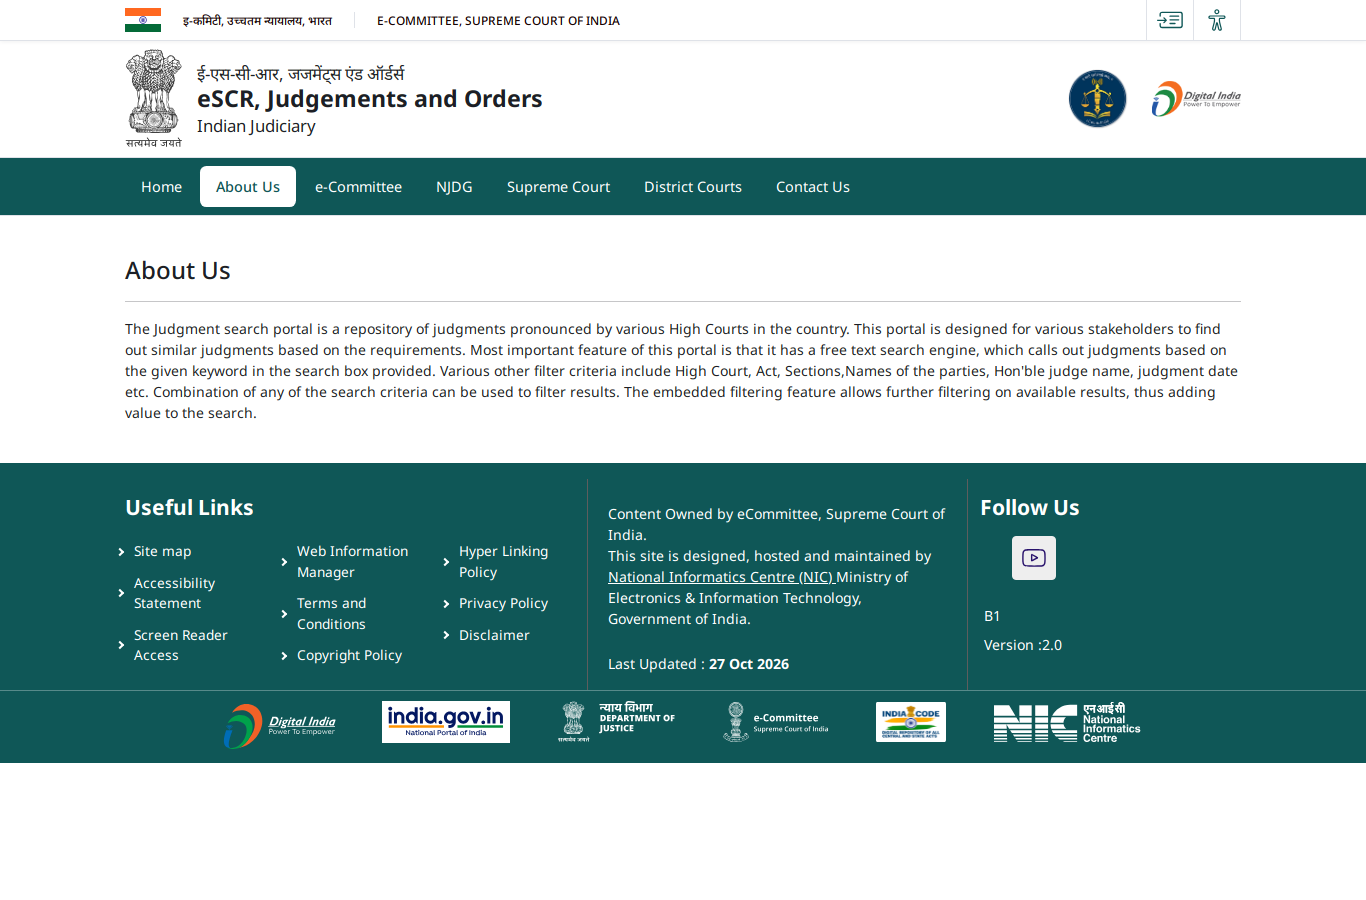 इ-कमिटी, उच्चतम न्यायालय, भारत
E-COMMITTEE, SUPREME COURT OF INDIA
सत्यमेव जयते
ई-एस-सी-आर, जजमेंट्स एंड ऑर्डर्स
eSCR, Judgements and Orders
Indian Judiciary
Digital India
Power To Empower
Home
About Us
e-Committee
NJDG
Supreme Court
District Courts
Contact Us
About Us
The Judgment search portal is a repository of judgments pronounced by various High Courts in the country. This portal is designed for various stakeholders to find
out similar judgments based on the requirements. Most important feature of this portal is that it has a free text search engine, which calls out judgments based on
the given keyword in the search box provided. Various other filter criteria include High Court, Act, Sections,Names of the parties, Hon'ble judge name, judgment date
etc. Combination of any of the search criteria can be used to filter results. The embedded filtering feature allows further filtering on available results, thus adding
value to the search.
Useful Links
Site map
Accessibility
Statement
Screen Reader
Access
Web Information
Manager
Terms and
Conditions
Copyright Policy
Hyper Linking
Policy
Privacy Policy
Disclaimer
Content Owned by eCommittee, Supreme Court of
India.
This site is designed, hosted and maintained by
National Informatics Centre (NIC) Ministry of
Electronics & Information Technology,
Government of India.
Last Updated : 27 Oct 2026
Follow Us
B1
Version :2.0
Digital India
Power To Empower
india.gov.in
National Portal of India
सत्यमेव जयते
न्याय विभाग
DEPARTMENT OF
JUSTICE
e-Committee
Supreme Court of India
INDIA CODE
DIGITAL REPOSITORY OF ALL
CENTRAL AND STATE ACTS
NIC
एनआईसी
National
Informatics
Centre